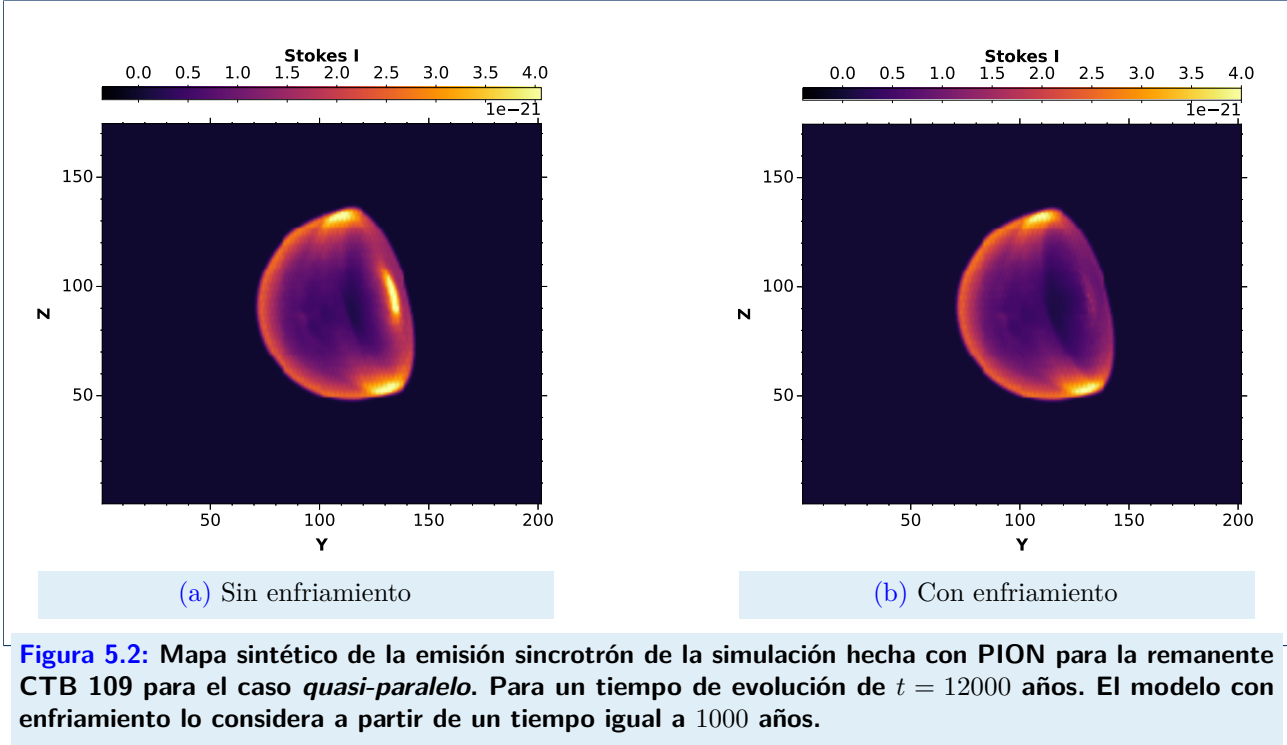 Stokes I
0.0 0.5 1.0 1.5 2.0 2.5 3.0 3.5 4.0
1e−21
150
100
50
Z
50 100 150 200
Y
(a) Sin enfriamiento
Stokes I
0.0 0.5 1.0 1.5 2.0 2.5 3.0 3.5 4.0
1e−21
150
100
50
Z
50 100 150 200
Y
(b) Con enfriamiento
Figura 5.2: Mapa sintético de la emisión sincrotrón de la simulación hecha con PION para la remanente
CTB 109 para el caso quasi-paralelo. Para un tiempo de evolución de t = 12000 años. El modelo con
enfriamiento lo considera a partir de un tiempo igual a 1000 años.